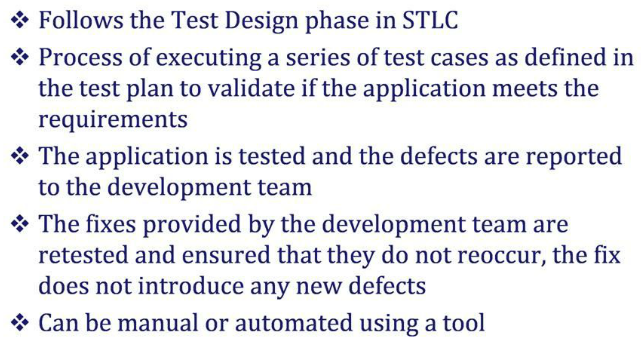 ❖ Follows the Test Design phase in STLC
❖ Process of executing a series of test cases as defined in
the test plan to validate if the application meets the
requirements
❖ The application is tested and the defects are reported
to the development team
❖ The fixes provided by the development team are
retested and ensured that they do not reoccur, the fix
does not introduce any new defects
❖ Can be manual or automated using a tool